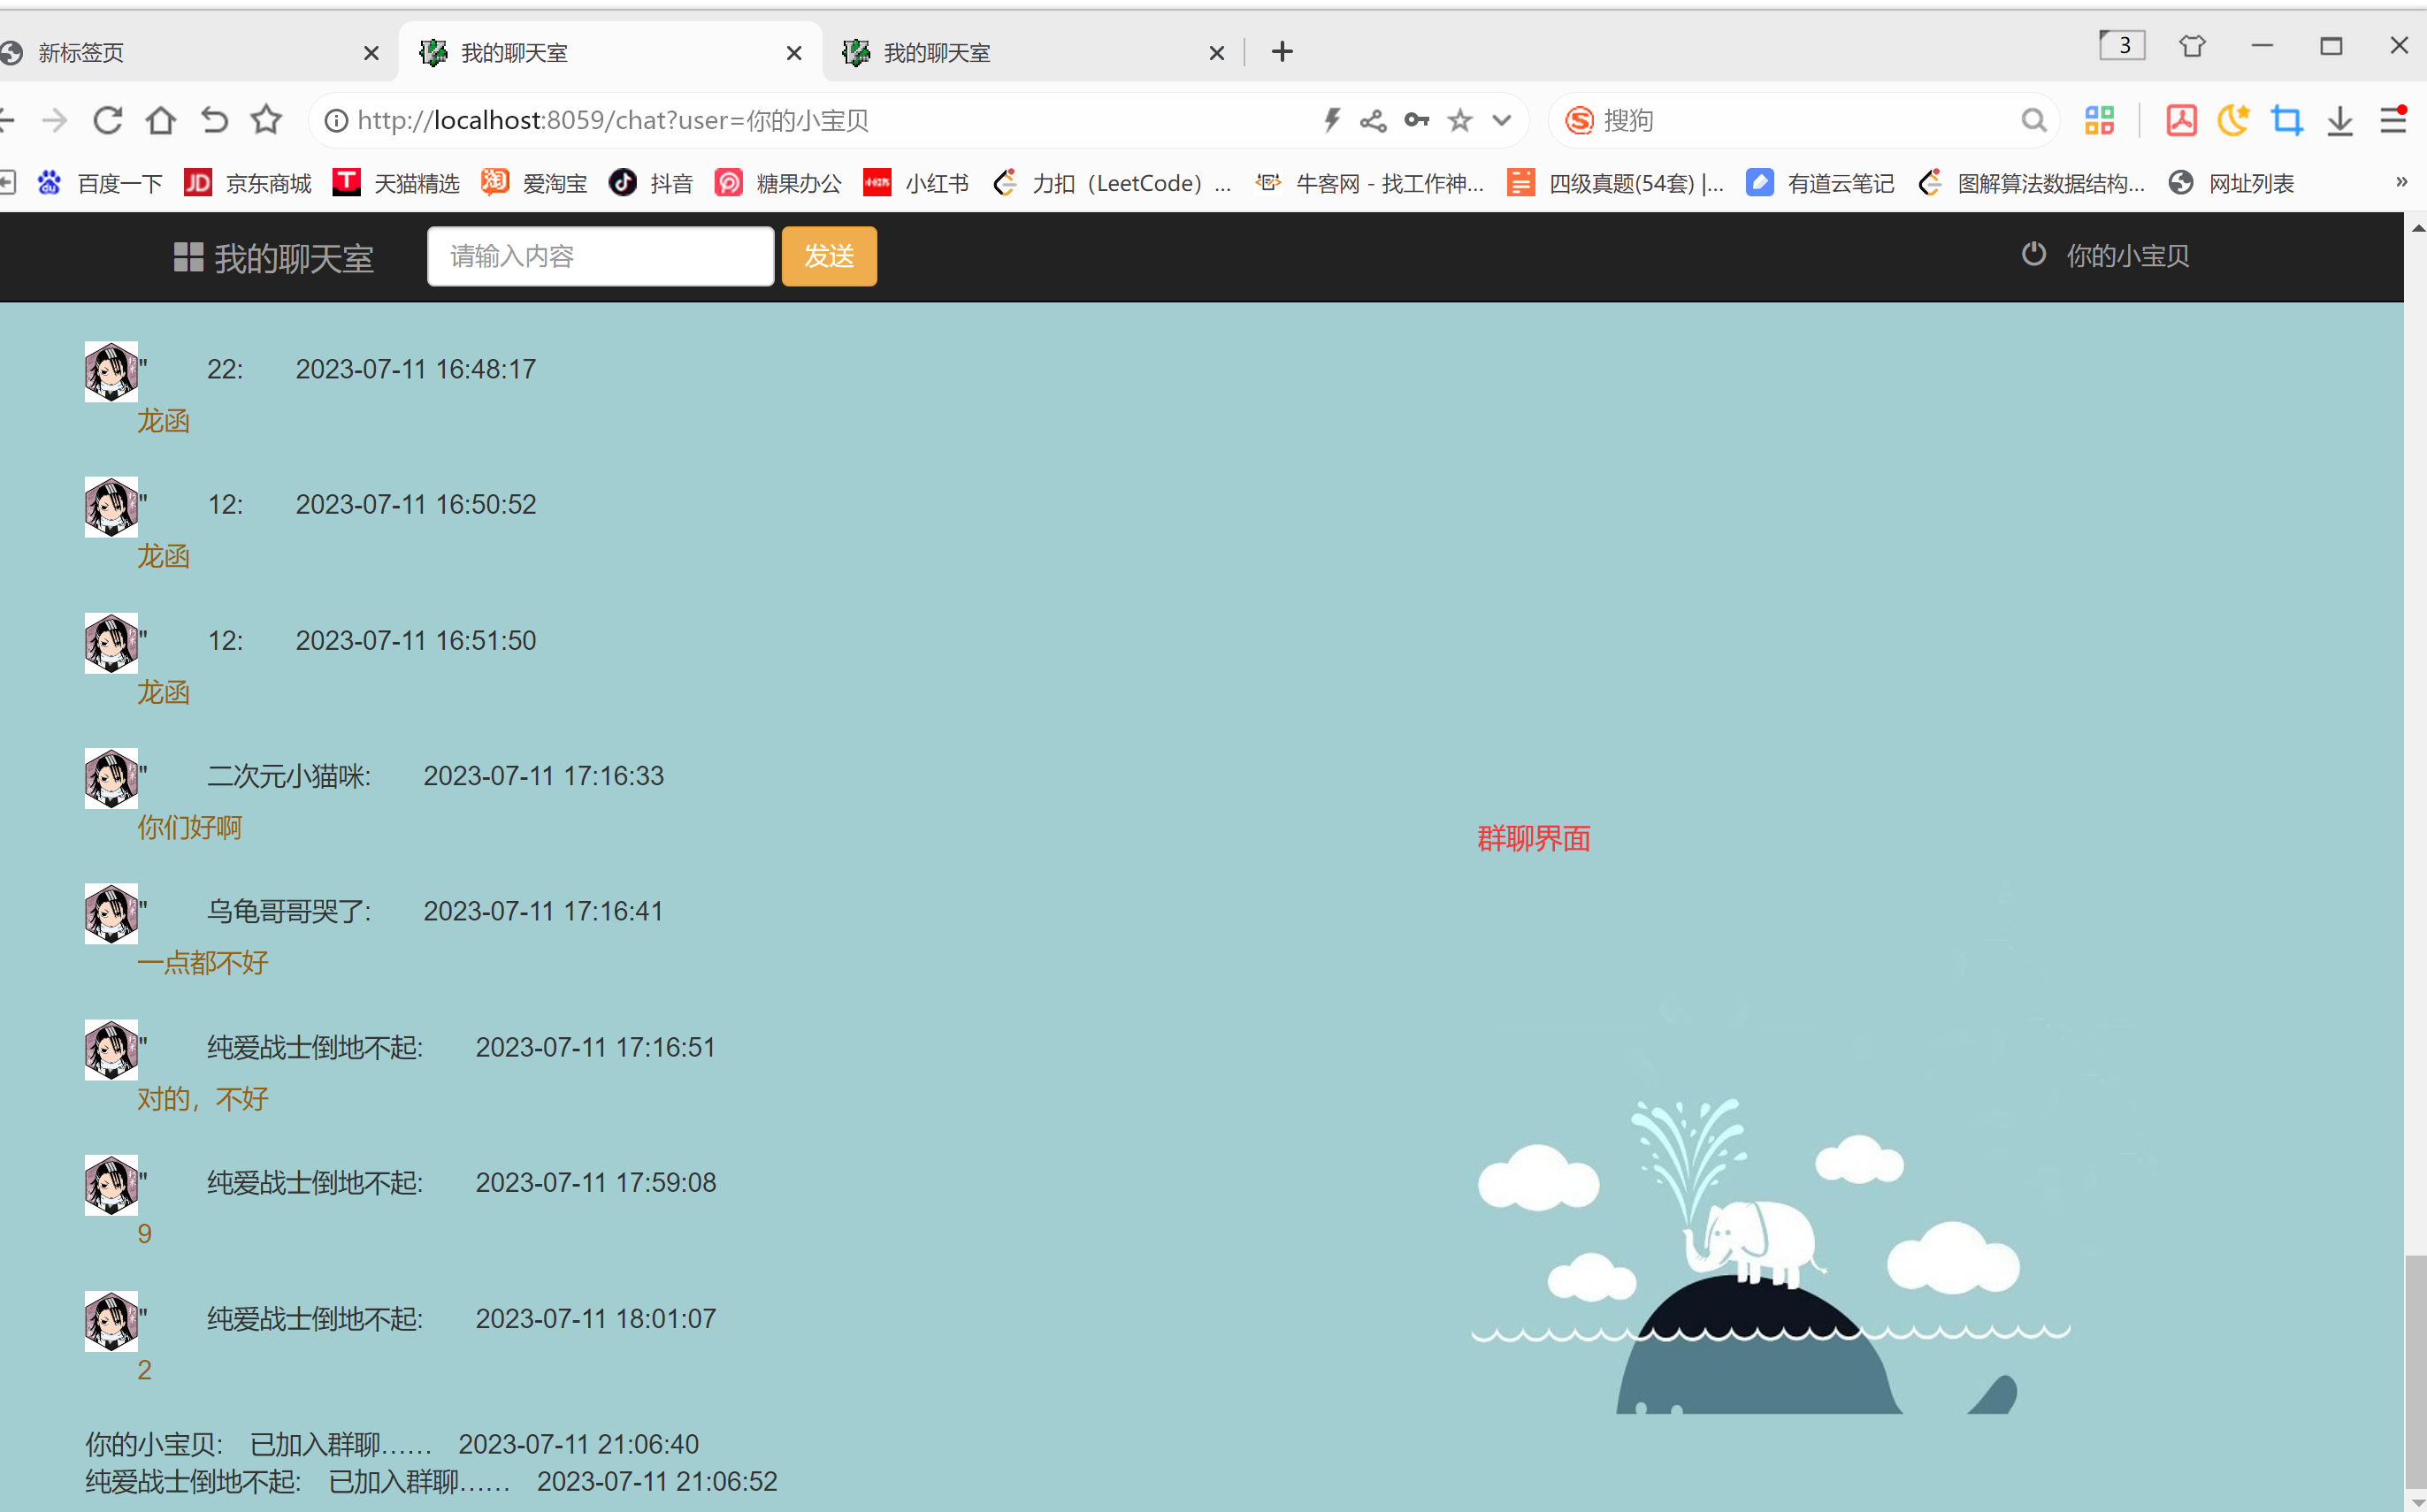 新标签页 我的聊天室 我的聊天室 3
http://localhost:8059/chat?user=你的小宝贝 搜狗
百度一下 JD 京东商城 T 天猫精选 淘 爱淘宝 抖音 糖果办公 小红书 小红书 力扣（LeetCode）... 牛客网 - 找工作神... 四级真题(54套) |... 有道云笔记 图解算法数据结构... 网址列表 »
我的聊天室 请输入内容 发送 你的小宝贝
" 22: 2023-07-11 16:48:17
龙函
" 12: 2023-07-11 16:50:52
龙函
" 12: 2023-07-11 16:51:50
龙函
" 二次元小猫咪: 2023-07-11 17:16:33
你们好啊
群聊界面
" 乌龟哥哥哭了: 2023-07-11 17:16:41
一点都不好
" 纯爱战士倒地不起: 2023-07-11 17:16:51
对的，不好
" 纯爱战士倒地不起: 2023-07-11 17:59:08
9
" 纯爱战士倒地不起: 2023-07-11 18:01:07
2
你的小宝贝: 已加入群聊…… 2023-07-11 21:06:40
纯爱战士倒地不起: 已加入群聊…… 2023-07-11 21:06:52